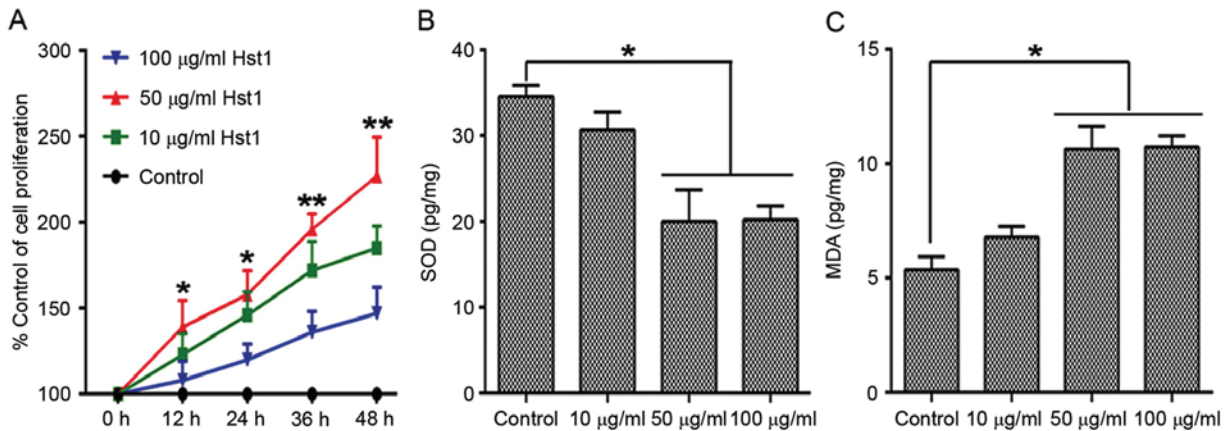 A
% Control of cell proliferation
300
250
200
150
100
100 µg/ml Hst1
50 µg/ml Hst1
10 µg/ml Hst1
Control
*
*
**
**
0 h 12 h 24 h 36 h 48 h
B
SOD (pg/mg)
40
30
20
10
0
*
Control 10 µg/ml 50 µg/ml 100 µg/ml
C
MDA (pg/mg)
15
10
5
0
*
Control 10 µg/ml 50 µg/ml 100 µg/ml